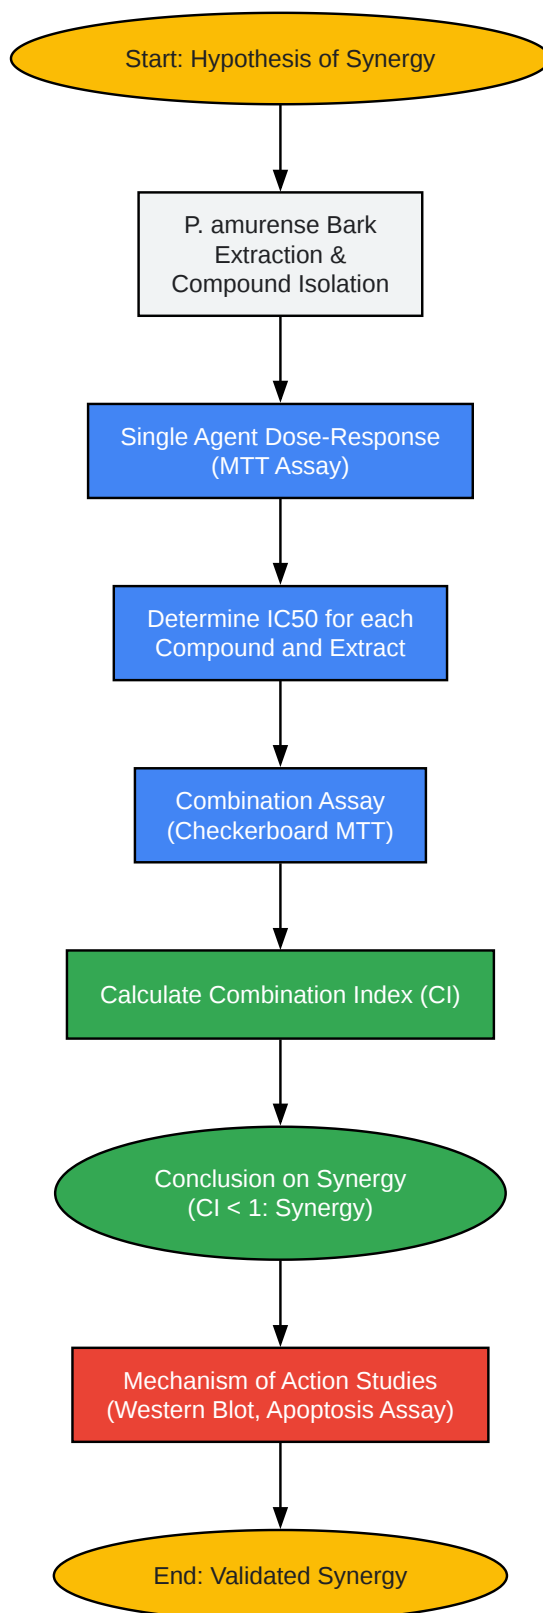 Start: Hypothesis of Synergy
P. amurense Bark
Extraction &
Compound Isolation
Single Agent Dose-Response
(MTT Assay)
Determine IC50 for each
Compound and Extract
Combination Assay
(Checkerboard MTT)
Calculate Combination Index (CI)
Conclusion on Synergy
(CI < 1: Synergy)
Mechanism of Action Studies
(Western Blot, Apoptosis Assay)
End: Validated Synergy